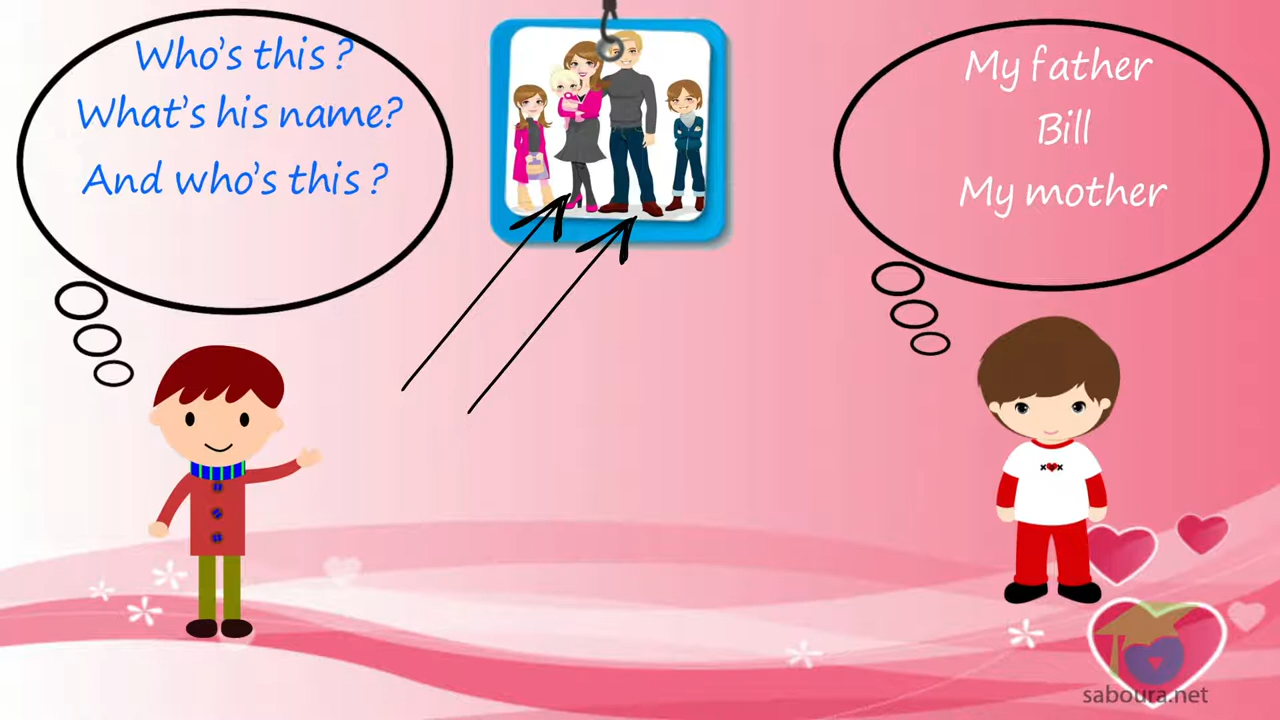 Who's this ?
What's his name?
And who's this ?
My father
Bill
My mother
x x
saboura.net